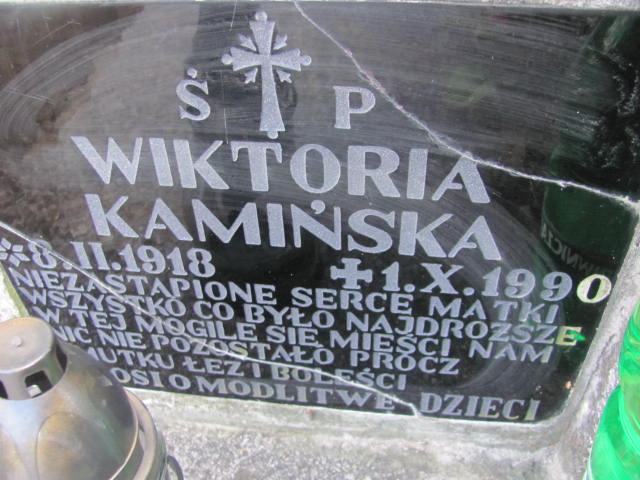 Ś P
WIKTORIA
KAMIŃSKA
* 8.II.1918 ✝ 1.X.1990
NIEZASTĄPIONE SERCE MATKI
WSZYSTKO CO BYŁO NAJDROŻSZE
W TEJ MOGILE SIĘ MIEŚCI NAM
NIC NIE POZOSTAŁO PRÓCZ
SMUTKU ŁEZ I BOLEŚCI
O MODLITWĘ DZIECI